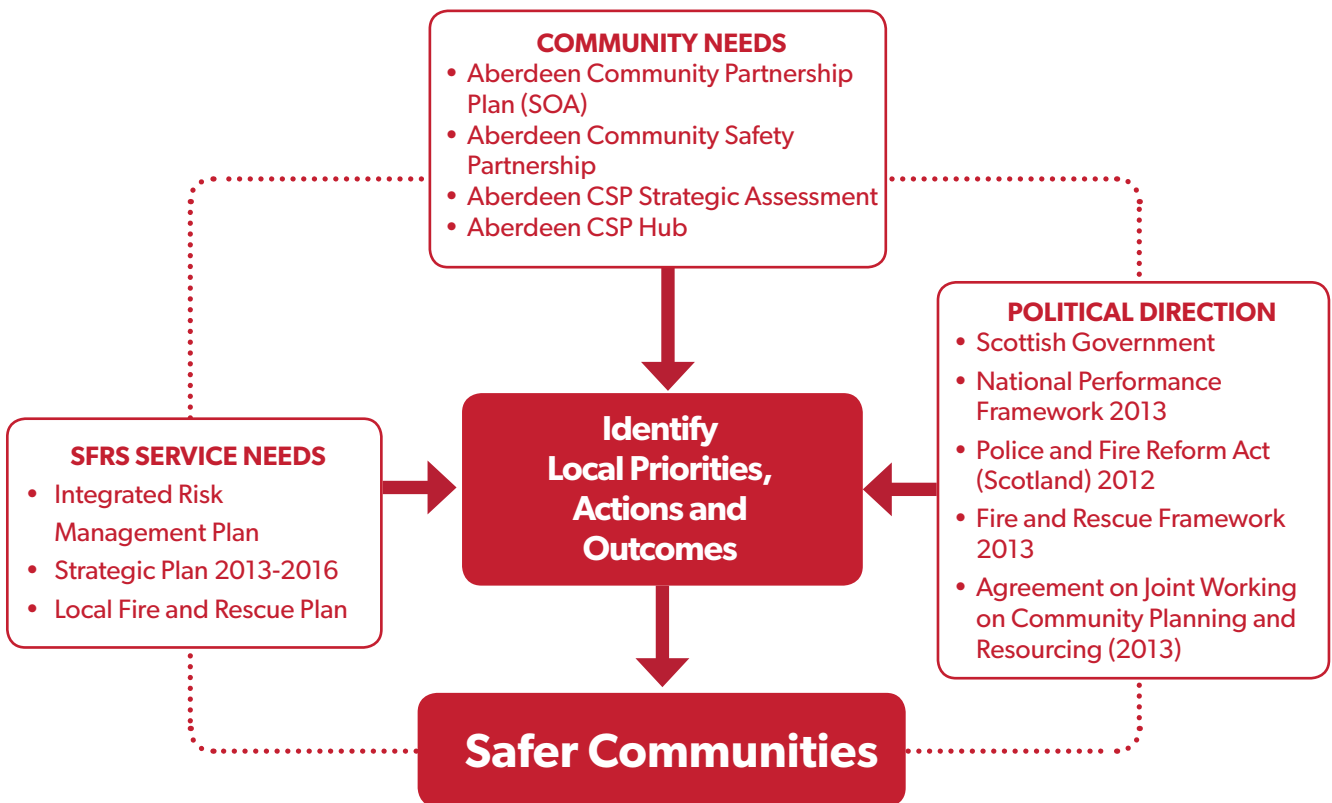 COMMUNITY NEEDS
• Aberdeen Community Partnership
Plan (SOA)
• Aberdeen Community Safety
Partnership
• Aberdeen CSP Strategic Assessment
• Aberdeen CSP Hub
SFRS SERVICE NEEDS
• Integrated Risk
Management Plan
• Strategic Plan 2013-2016
• Local Fire and Rescue Plan
Identify
Local Priorities,
Actions and
Outcomes
POLITICAL DIRECTION
• Scottish Government
• National Performance
Framework 2013
• Police and Fire Reform Act
(Scotland) 2012
• Fire and Rescue Framework
2013
• Agreement on Joint Working
on Community Planning and
Resourcing (2013)
Safer Communities